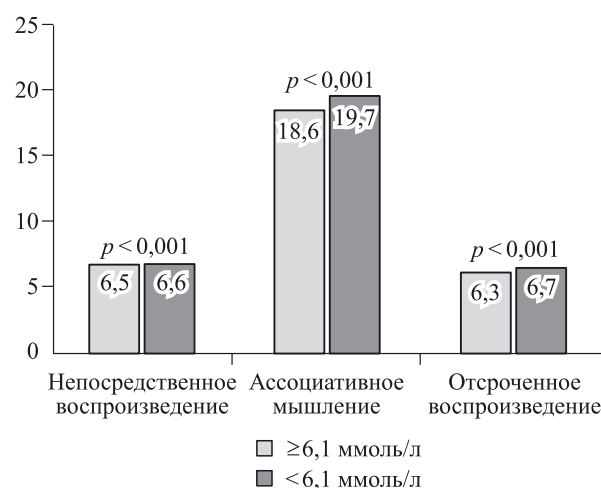 25
20
15
10
5
0
p < 0,001
6,5
6,6
p < 0,001
18,6
19,7
p < 0,001
6,3
6,7
Непосредственное
воспроизведение
Ассоциативное
мышление
Отсроченное
воспроизведение
≥6,1 ммоль/л
<6,1 ммоль/л